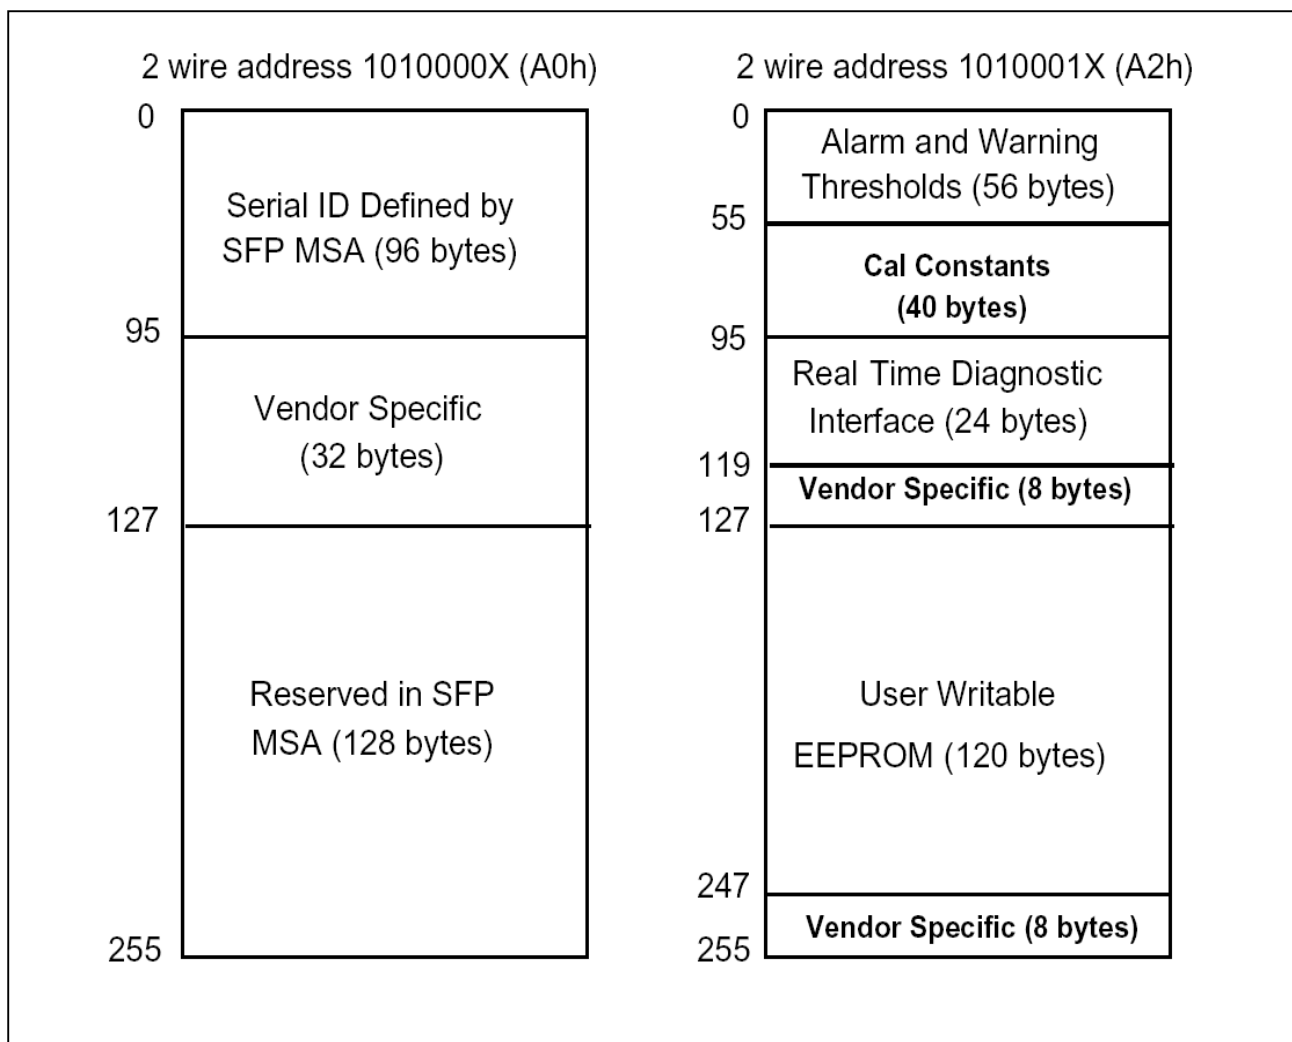 2 wire address 1010000X (A0h)
0
Serial ID Defined by
SFP MSA (96 bytes)
95
Vendor Specific
(32 bytes)
127
Reserved in SFP
MSA (128 bytes)
255
2 wire address 1010001X (A2h)
0
Alarm and Warning
Thresholds (56 bytes)
55
Cal Constants
(40 bytes)
95
Real Time Diagnostic
Interface (24 bytes)
119
Vendor Specific (8 bytes)
127
User Writable
EEPROM (120 bytes)
247
Vendor Specific (8 bytes)
255